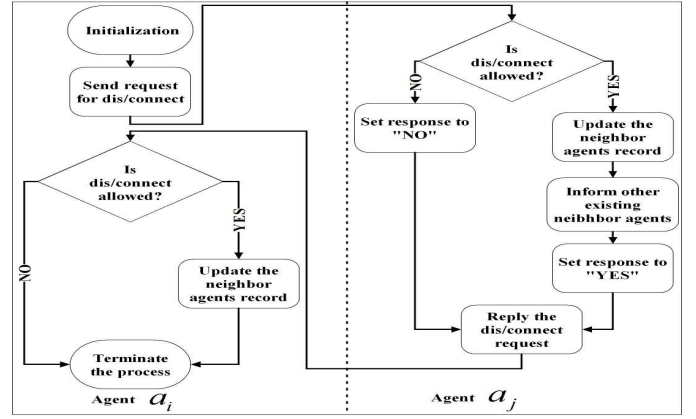 Initialization
Send request
for dis/connect
Is
dis/connect
allowed?
NO
YES
Update the
neighbor
agents record
Terminate
the process
Agent a_i
Is
dis/connect
allowed?
NO
YES
Set response to
"NO"
Update the
neighbor
agents record
Inform other
existing
neibhbor agents
Set response to
"YES"
Reply the
dis/connect
request
Agent a_j